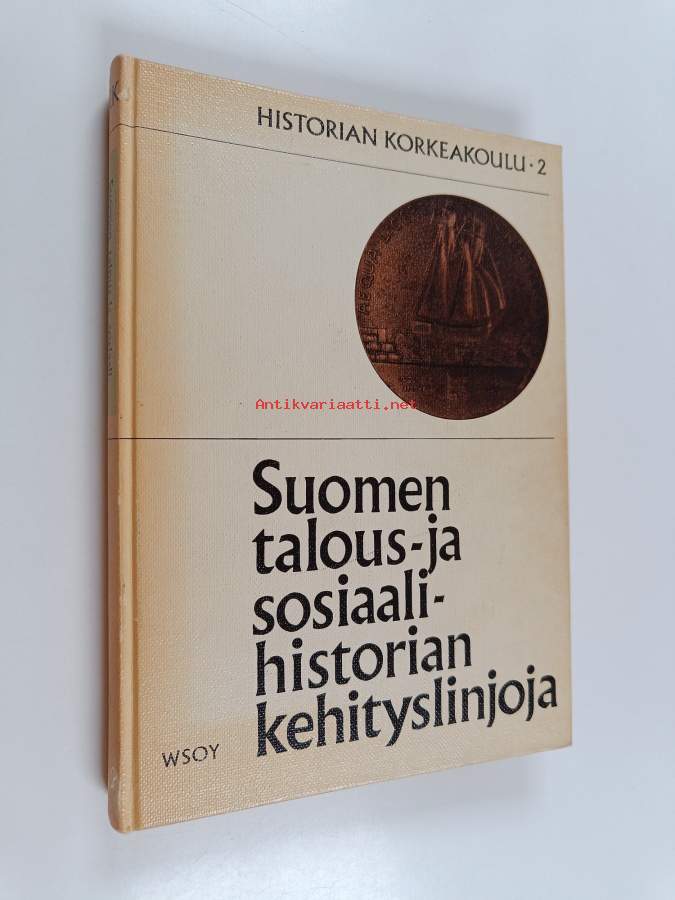 HISTORIAN KORKEAKOULU · 2
Antikvariaatti.net
Suomen
talous-ja
sosiaali-
historian
kehityslinjoja
WSOY